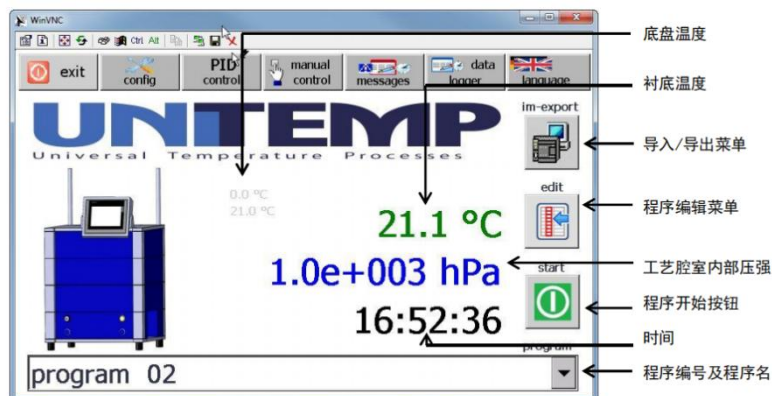 WinVNC
Ctrl Alt
底盘温度
exit
config
PID control
manual control
messages
data logger
language
衬底温度
UNITEMP
Universal Temperature Processes
im-export
导入/导出菜单
0.0 °C
21.0 °C
edit
程序编辑菜单
21.1 °C
1.0e+003 hPa
工艺腔室内部压强
start
程序开始按钮
16:52:36
时间
program
program 02
程序编号及程序名